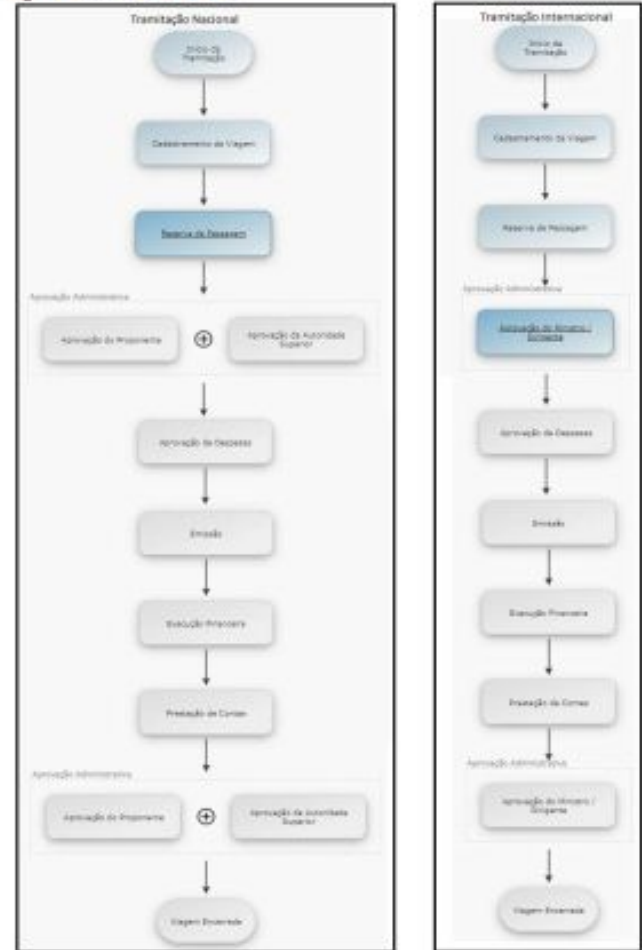 Tramitação Nacional
Início da
Tramitação
Cadastramento da Viagem
Reserva de Passagem
Aprovação Administrativa
Aprovação do Proponente
Aprovação da Autoridade
Superior
Aprovação de Despesas
Emissão
Execução Financeira
Prestação de Contas
Aprovação Administrativa
Aprovação do Proponente
Aprovação da Autoridade
Superior
Viagem Encerrada
Tramitação Internacional
Início da
Tramitação
Cadastramento da Viagem
Reserva de Passagem
Aprovação Administrativa
Aprovação do Ministro /
Dirigente
Aprovação de Despesas
Emissão
Execução Financeira
Prestação de Contas
Aprovação Administrativa
Aprovação do Ministro /
Dirigente
Viagem Encerrada